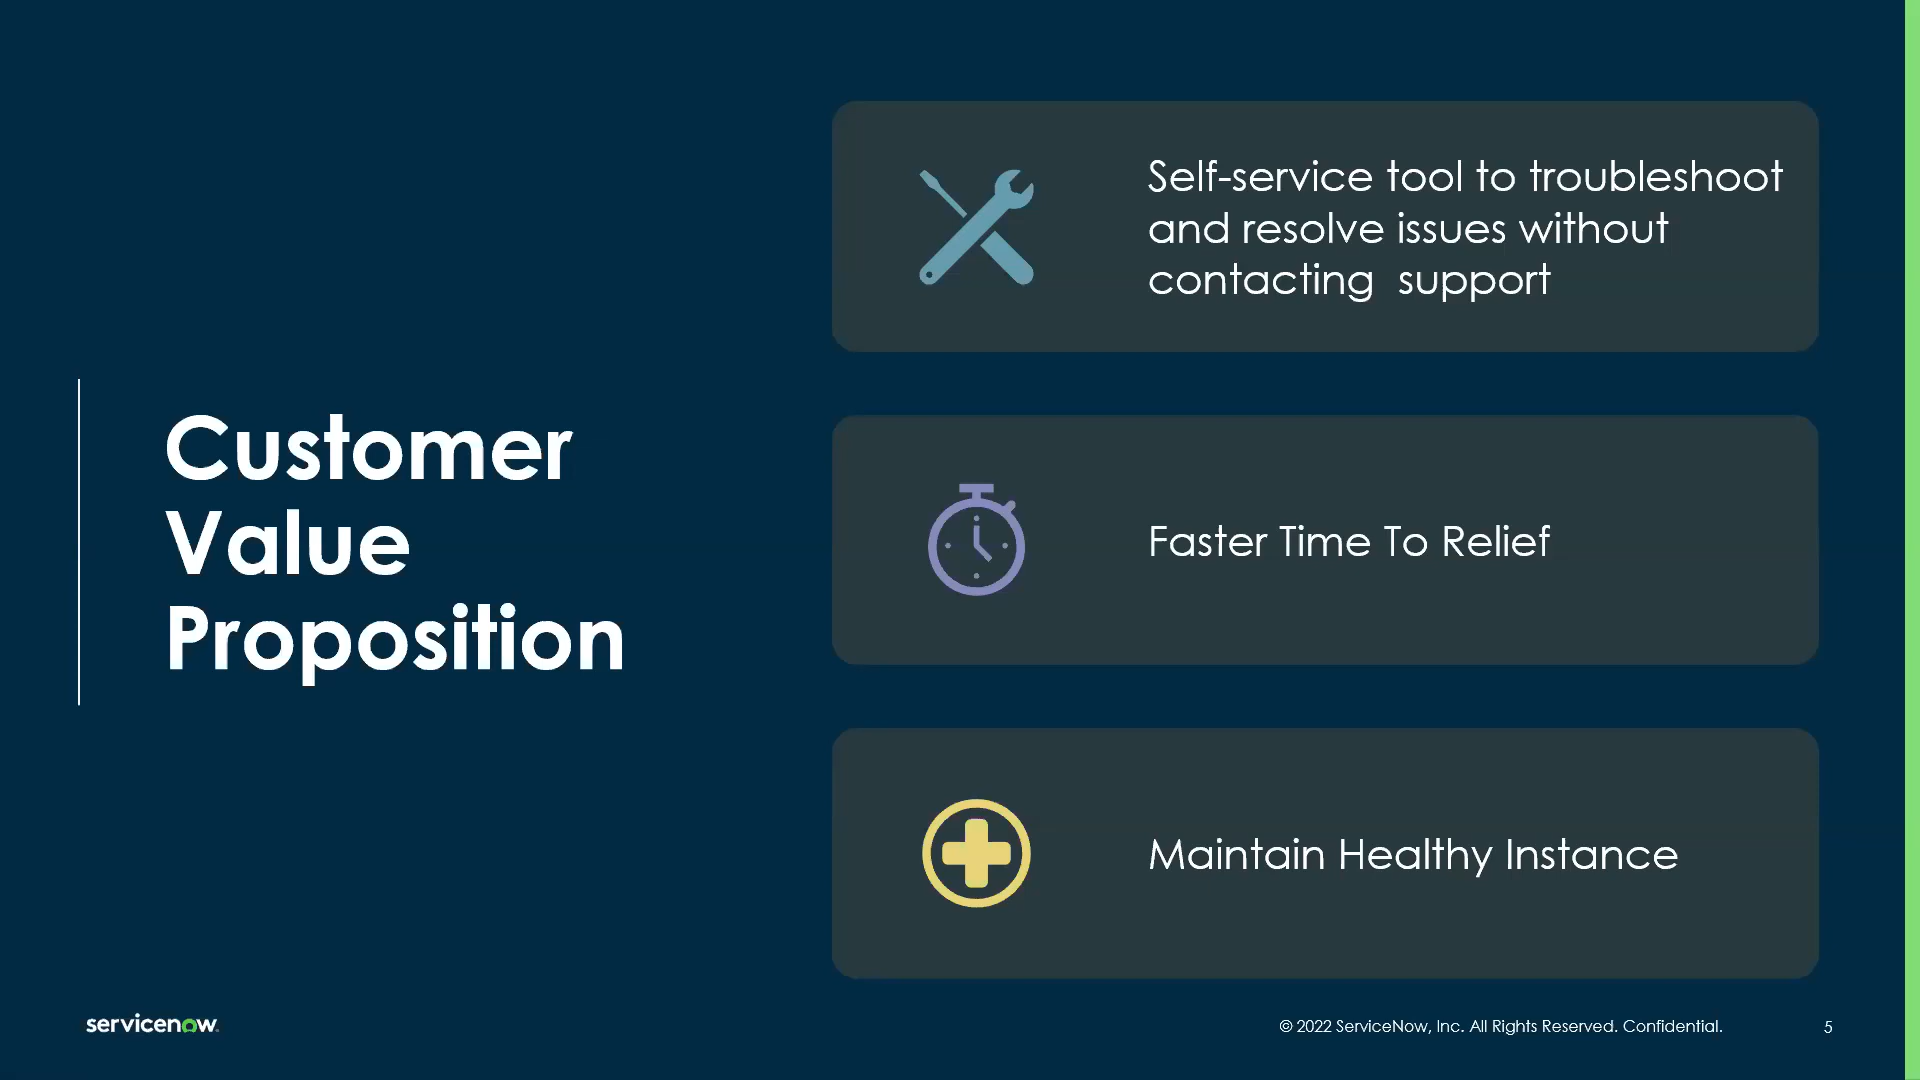 Customer
Value
Proposition
Self-service tool to troubleshoot
and resolve issues without
contacting  support
Faster Time To Relief
Maintain Healthy Instance
servicenow
© 2022 ServiceNow, Inc. All Rights Reserved. Confidential.
5